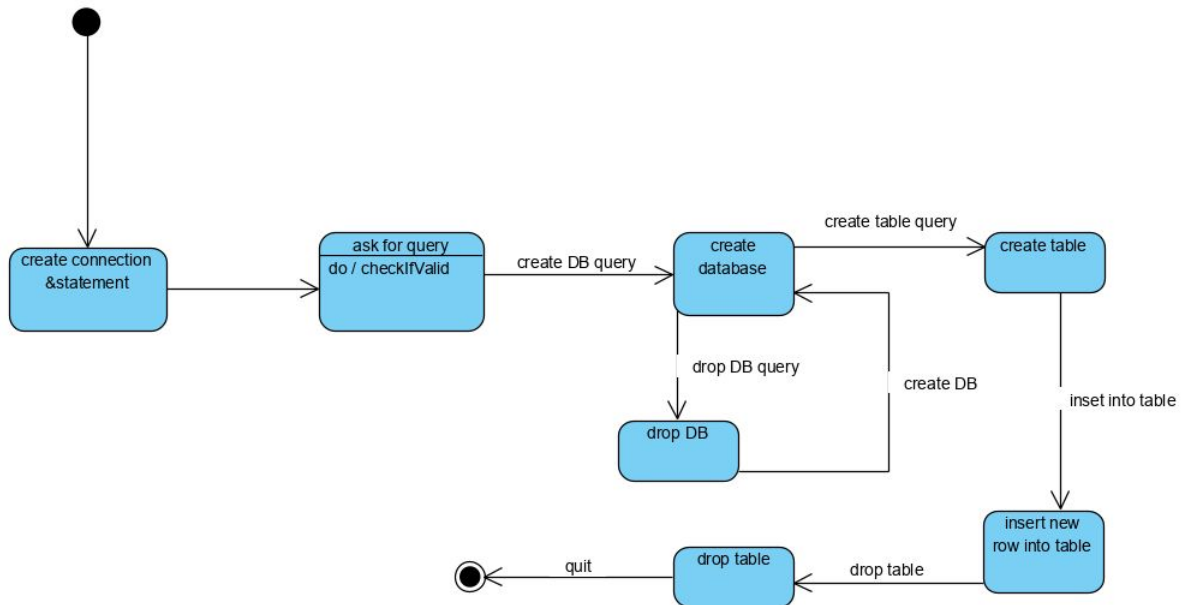 create table query
create connection
&statement
ask for query
do / checkIfValid
create DB query
create
database
create table
drop DB query
create DB
inset into table
drop DB
insert new
row into table
quit
drop table
drop table